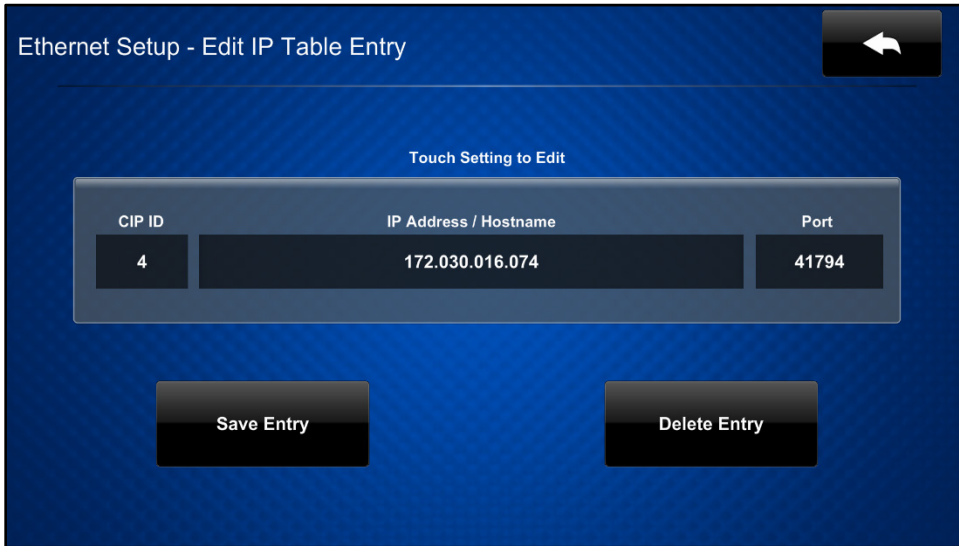 Ethernet Setup - Edit IP Table Entry
Touch Setting to Edit
CIP ID IP Address / Hostname Port
4 172.030.016.074 41794
Save Entry Delete Entry